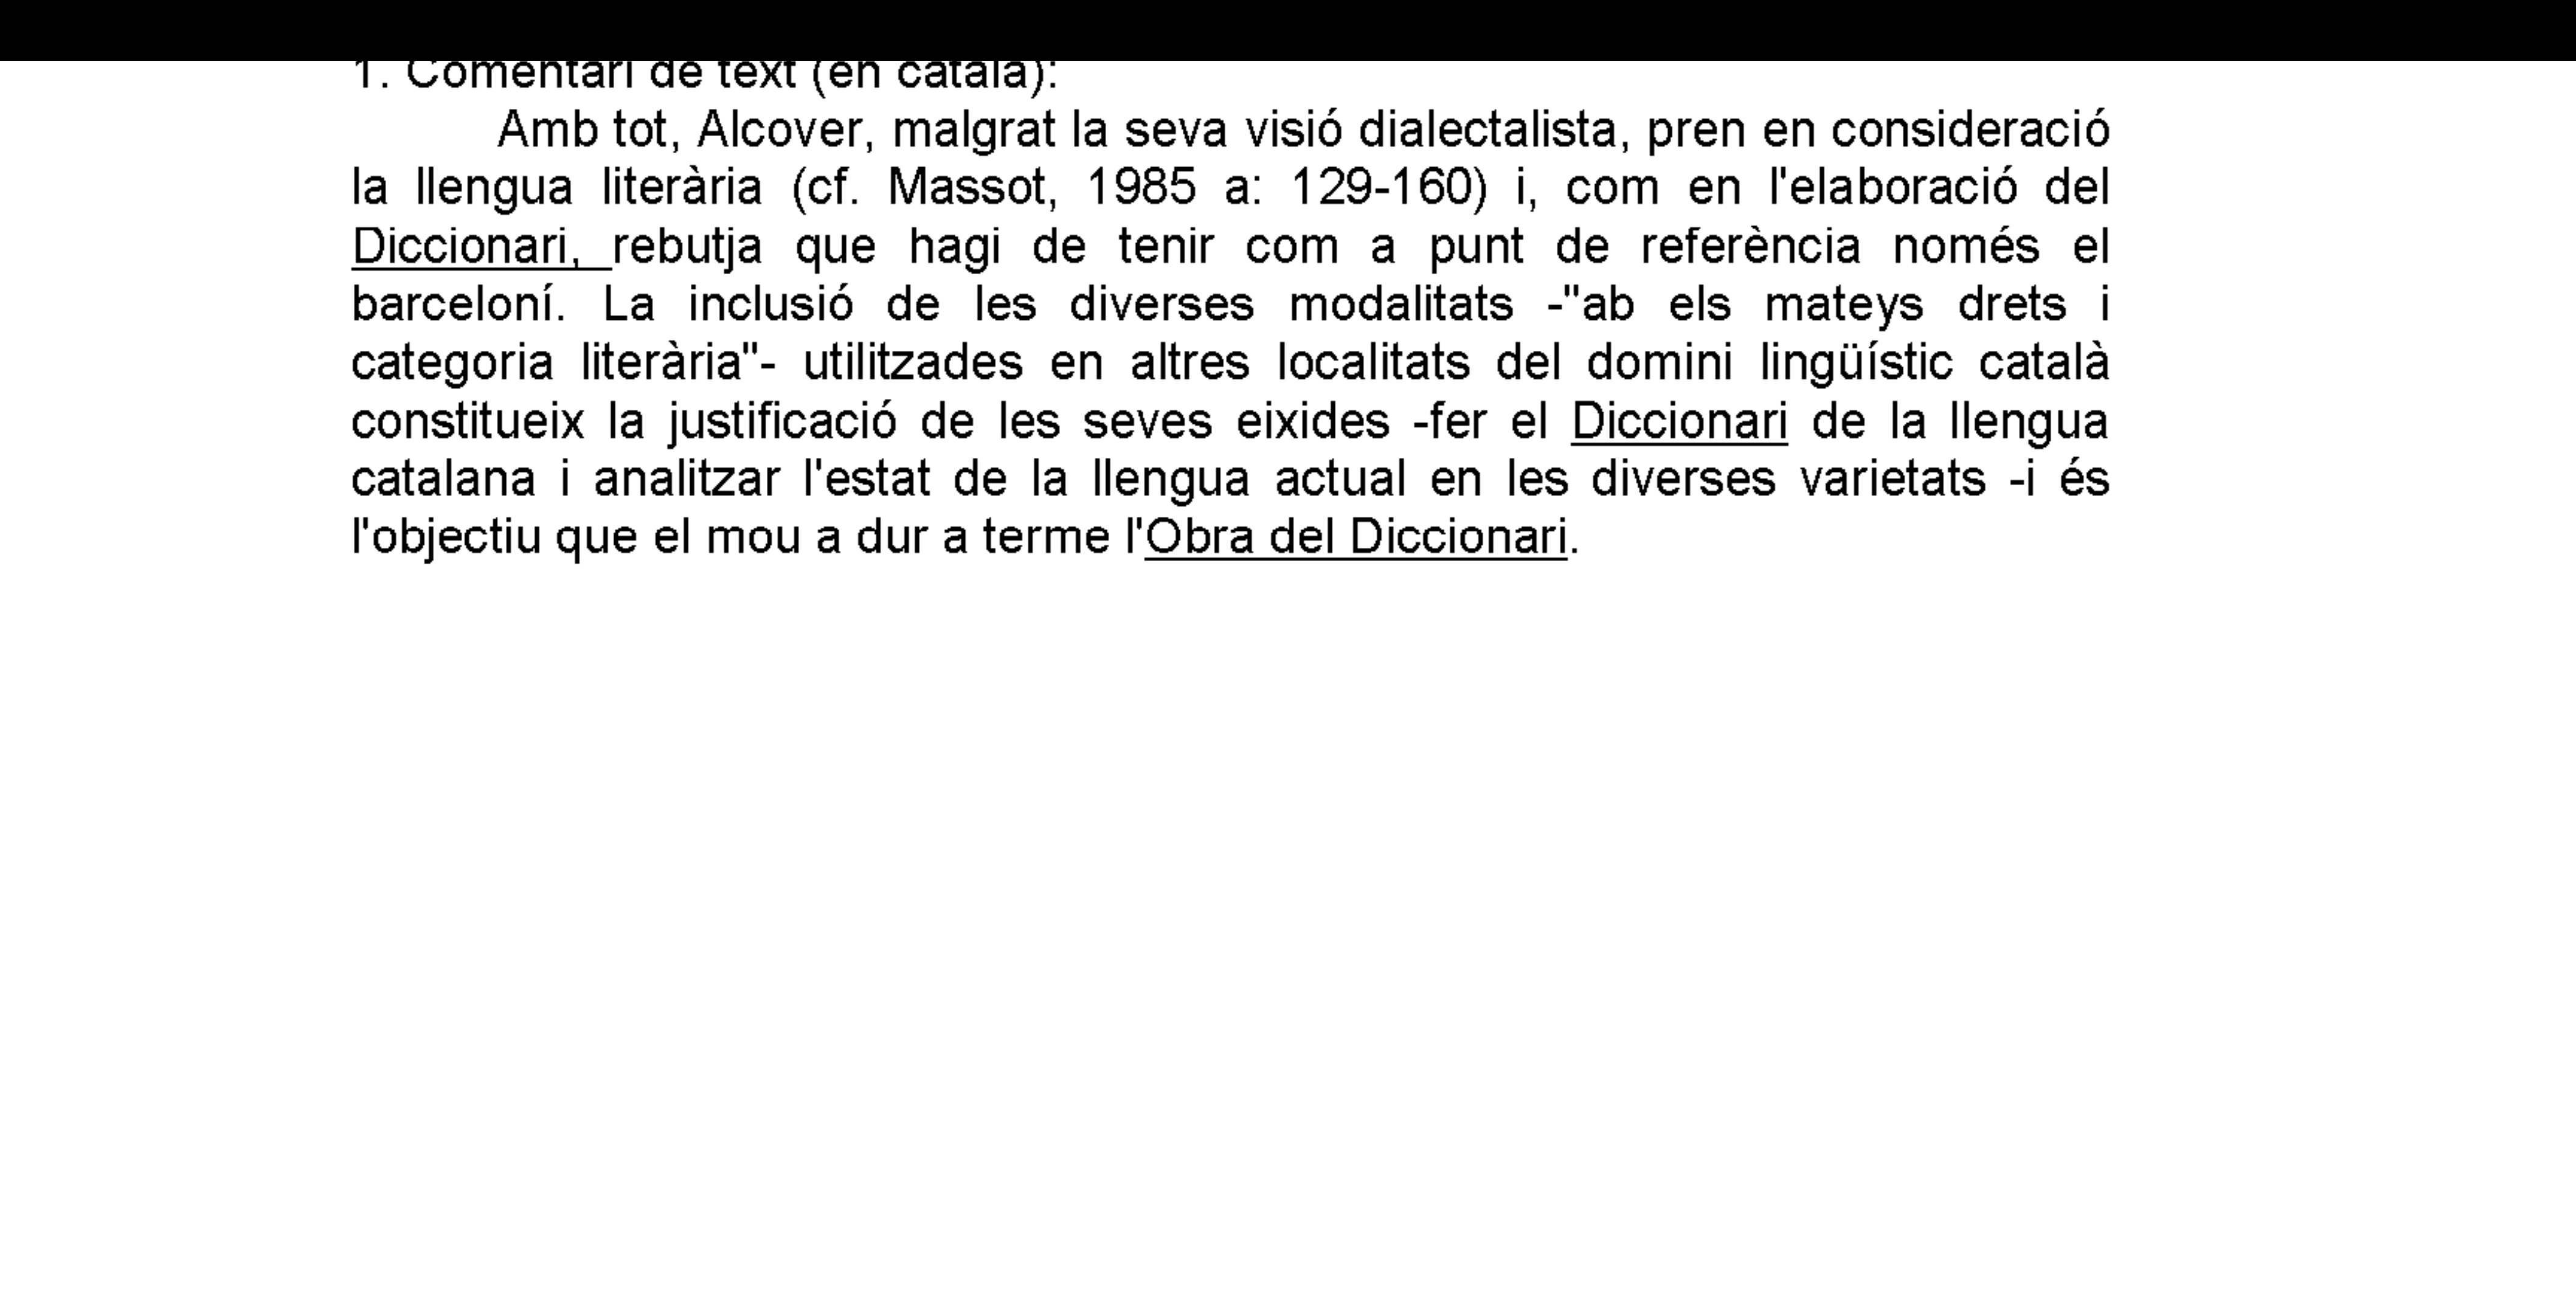 1. Comentari de text (en català):
Amb tot, Alcover, malgrat la seva visió dialectalista, pren en consideració
la llengua literària (cf. Massot, 1985 a: 129-160) i, com en l'elaboració del
Diccionari, rebutja que hagi de tenir com a punt de referència només el
barceloní. La inclusió de les diverses modalitats -"ab els mateys drets i
categoria literària"- utilitzades en altres localitats del domini lingüístic català
constitueix la justificació de les seves eixides -fer el Diccionari de la llengua
catalana i analitzar l'estat de la llengua actual en les diverses varietats -i és
l'objectiu que el mou a dur a terme l'Obra del Diccionari.